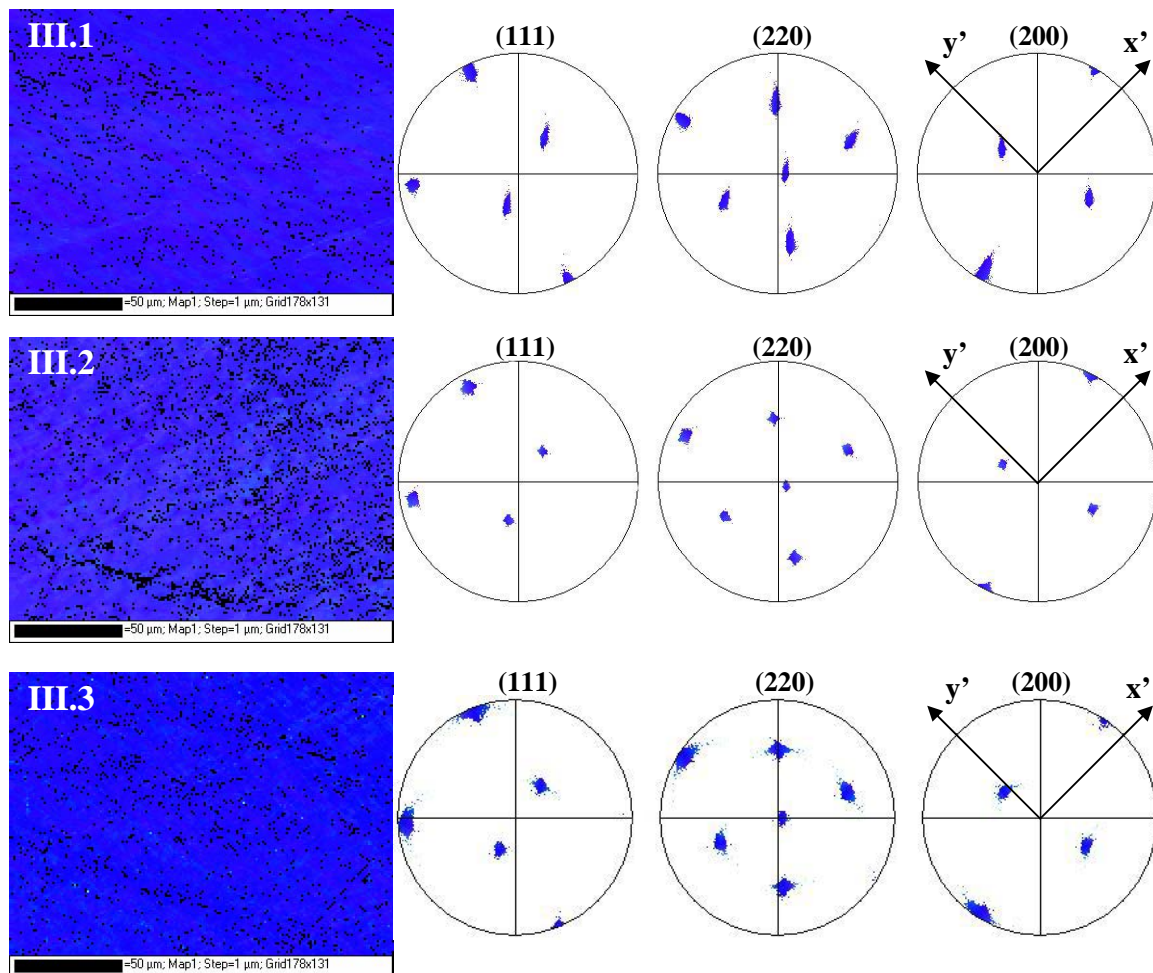 III.1
(111)
(220)
(200)
y’
x’
=50 µm; Map1; Step=1 µm; Grid178x131
III.2
(111)
(220)
(200)
y’
x’
=50 µm; Map1; Step=1 µm; Grid178x131
III.3
(111)
(220)
(200)
y’
x’
=50 µm; Map1; Step=1 µm; Grid178x131